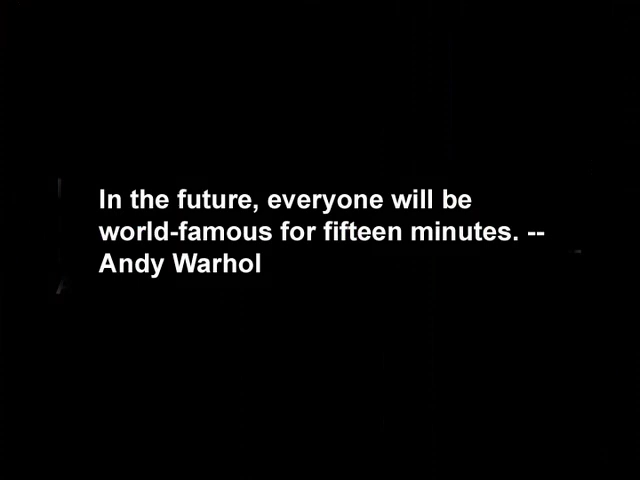 In the future, everyone will be
world-famous for fifteen minutes. --
Andy Warhol